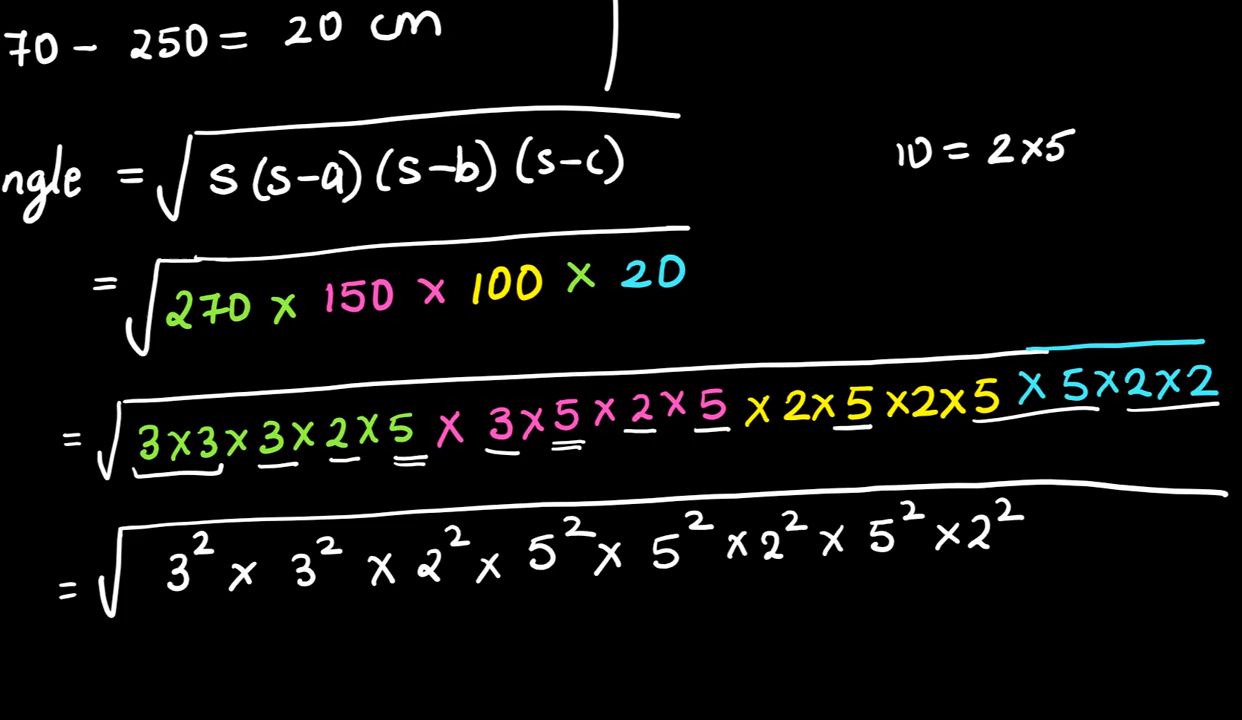 70 - 250 = 20 cm
ngle = √s(s-a)(s-b)(s-c)
10 = 2×5
= √270 × 150 × 100 × 20
= √3×3×3×2×5 × 3×5×2×5 ×2×5×2×5 ×5×2×2
= √3² × 3² × 2² × 5² × 5² × 2² × 5² × 2²